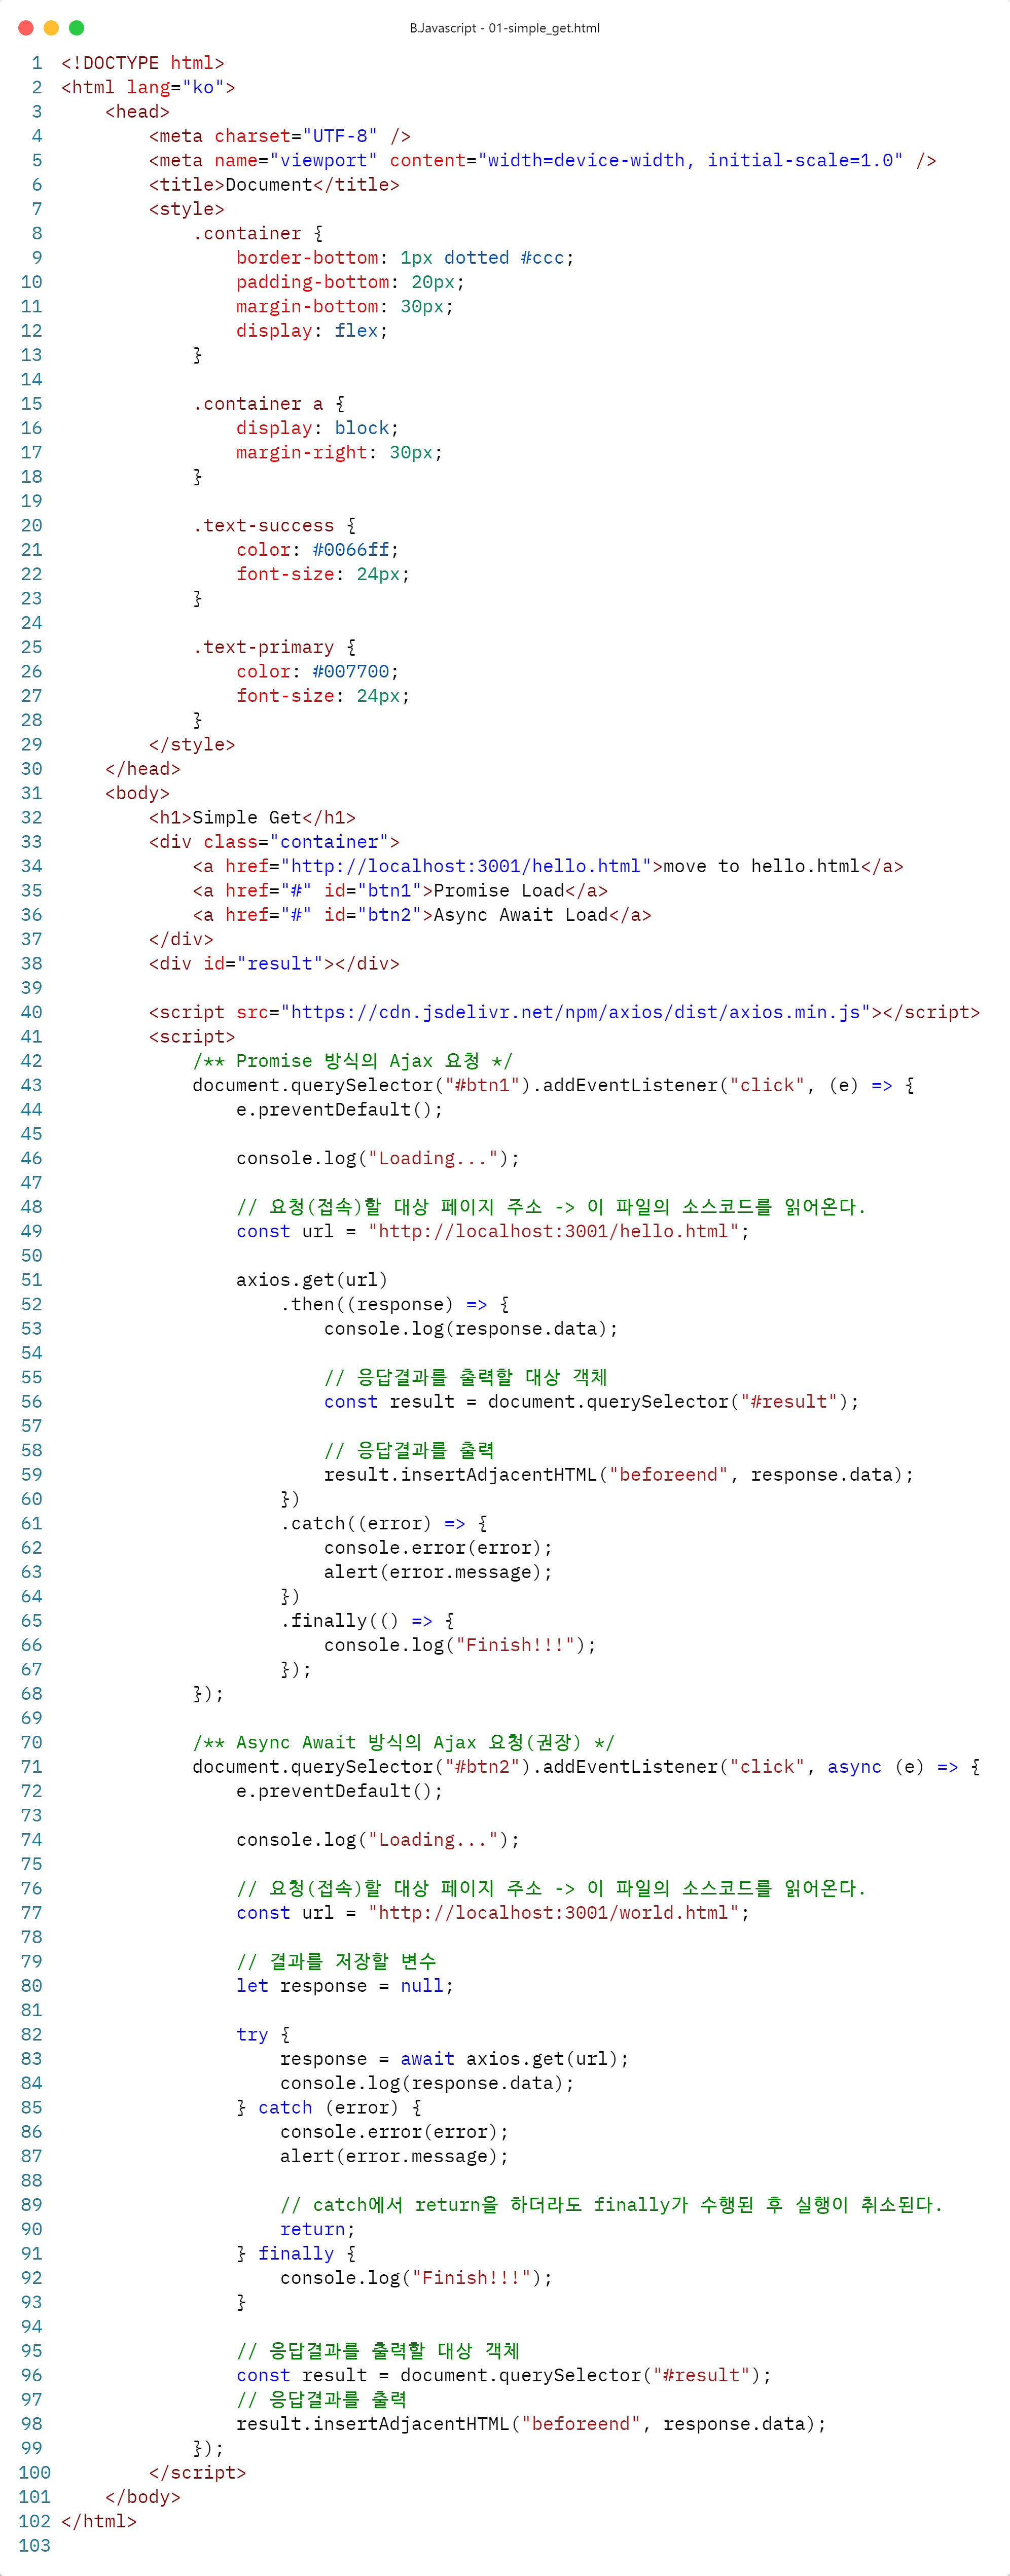 B.Javascript - 01-simple_get.html
1 <!DOCTYPE html>
2 <html lang="ko">
3     <head>
4         <meta charset="UTF-8" />
5         <meta name="viewport" content="width=device-width, initial-scale=1.0" />
6         <title>Document</title>
7         <style>
8             .container {
9                 border-bottom: 1px dotted #ccc;
10                 padding-bottom: 20px;
11                 margin-bottom: 30px;
12                 display: flex;
13             }
14
15             .container a {
16                 display: block;
17                 margin-right: 30px;
18             }
19
20             .text-success {
21                 color: #0066ff;
22                 font-size: 24px;
23             }
24
25             .text-primary {
26                 color: #007700;
27                 font-size: 24px;
28             }
29         </style>
30     </head>
31     <body>
32         <h1>Simple Get</h1>
33         <div class="container">
34             <a href="http://localhost:3001/hello.html">move to hello.html</a>
35             <a href="#" id="btn1">Promise Load</a>
36             <a href="#" id="btn2">Async Await Load</a>
37         </div>
38         <div id="result"></div>
39
40         <script src="https://cdn.jsdelivr.net/npm/axios/dist/axios.min.js"></script>
41         <script>
42             /** Promise 방식의 Ajax 요청 */
43             document.querySelector("#btn1").addEventListener("click", (e) => {
44                 e.preventDefault();
45
46                 console.log("Loading...");
47
48                 // 요청(접속)할 대상 페이지 주소 -> 이 파일의 소스코드를 읽어온다.
49                 const url = "http://localhost:3001/hello.html";
50
51                 axios.get(url)
52                     .then((response) => {
53                         console.log(response.data);
54
55                         // 응답결과를 출력할 대상 객체
56                         const result = document.querySelector("#result");
57
58                         // 응답결과를 출력
59                         result.insertAdjacentHTML("beforeend", response.data);
60                     })
61                     .catch((error) => {
62                         console.error(error);
63                         alert(error.message);
64                     })
65                     .finally(() => {
66                         console.log("Finish!!!");
67                     });
68             });
69
70             /** Async Await 방식의 Ajax 요청(권장) */
71             document.querySelector("#btn2").addEventListener("click", async (e) => {
72                 e.preventDefault();
73
74                 console.log("Loading...");
75
76                 // 요청(접속)할 대상 페이지 주소 -> 이 파일의 소스코드를 읽어온다.
77                 const url = "http://localhost:3001/world.html";
78
79                 // 결과를 저장할 변수
80                 let response = null;
81
82                 try {
83                     response = await axios.get(url);
84                     console.log(response.data);
85                 } catch (error) {
86                     console.error(error);
87                     alert(error.message);
88
89                     // catch에서 return을 하더라도 finally가 수행된 후 실행이 취소된다.
90                     return;
91                 } finally {
92                     console.log("Finish!!!");
93                 }
94
95                 // 응답결과를 출력할 대상 객체
96                 const result = document.querySelector("#result");
97                 // 응답결과를 출력
98                 result.insertAdjacentHTML("beforeend", response.data);
99             });
100         </script>
101     </body>
102 </html>
103